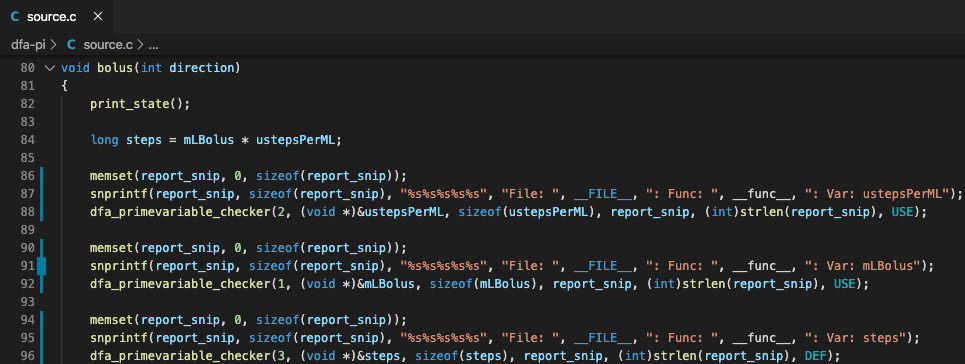 C source.c ×
dfa-pi > C source.c > ...
80 void bolus(int direction)
81 {
82 print_state();
83
84 long steps = mLBolus * ustepsPerML;
85
86 memset(report_snip, 0, sizeof(report_snip));
87 snprintf(report_snip, sizeof(report_snip), "%s%s%s%s%s", "File: ", __FILE__, ": Func: ", __func__, ": Var: ustepsPerML");
88 dfa_primevariable_checker(2, (void *)&ustepsPerML, sizeof(ustepsPerML), report_snip, (int)strlen(report_snip), USE);
89
90 memset(report_snip, 0, sizeof(report_snip));
91 snprintf(report_snip, sizeof(report_snip), "%s%s%s%s%s", "File: ", __FILE__, ": Func: ", __func__, ": Var: mLBolus");
92 dfa_primevariable_checker(1, (void *)&mLBolus, sizeof(mLBolus), report_snip, (int)strlen(report_snip), USE);
93
94 memset(report_snip, 0, sizeof(report_snip));
95 snprintf(report_snip, sizeof(report_snip), "%s%s%s%s%s", "File: ", __FILE__, ": Func: ", __func__, ": Var: steps");
96 dfa_primevariable_checker(3, (void *)&steps, sizeof(steps), report_snip, (int)strlen(report_snip), DEF);